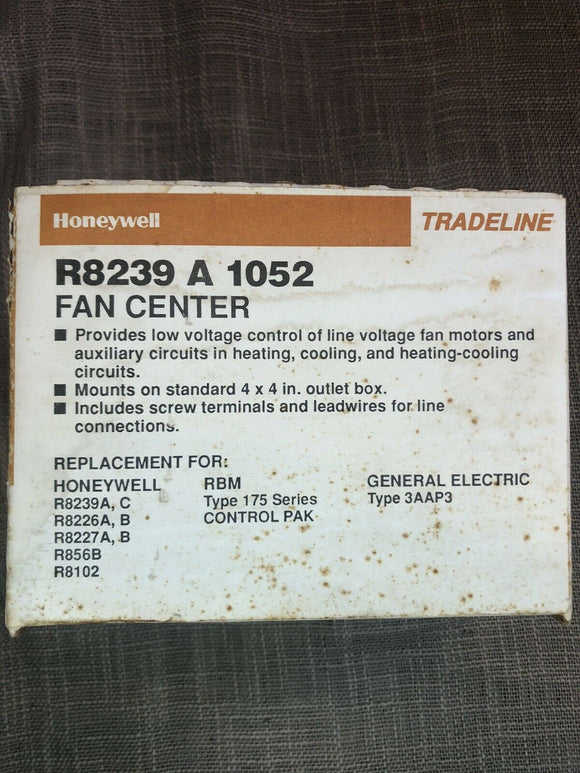 Honeywell TRADELINE
R8239 A 1052
FAN CENTER
■ Provides low voltage control of line voltage fan motors and
auxiliary circuits in heating, cooling, and heating-cooling
circuits.
■ Mounts on standard 4 x 4 in. outlet box.
■ Includes screw terminals and leadwires for line
connections.
REPLACEMENT FOR:
HONEYWELL
R8239A, C
R8226A, B
R8227A, B
R856B
R8102
RBM
Type 175 Series
CONTROL PAK
GENERAL ELECTRIC
Type 3AAP3